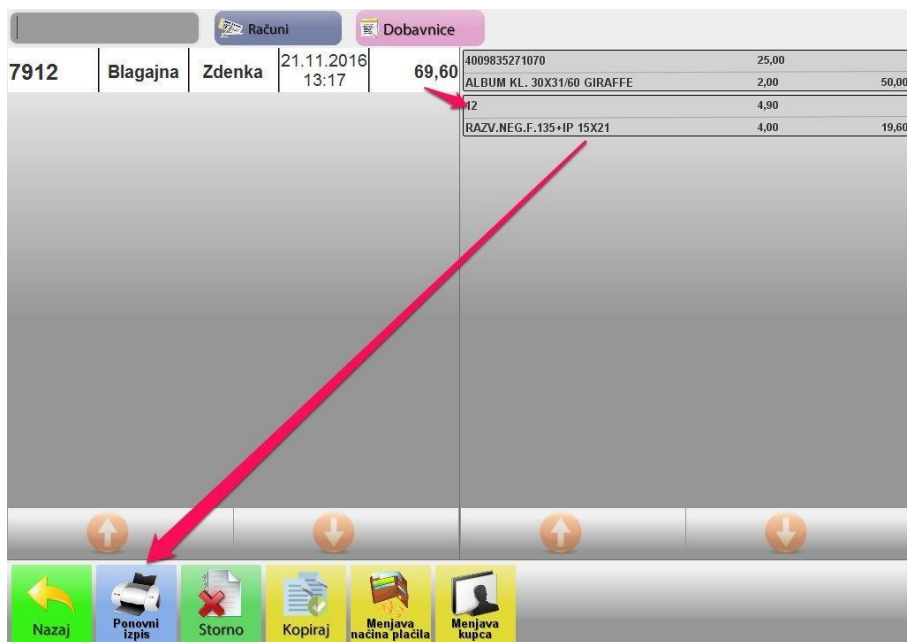 Računi
Dobavnice
7912 Blagajna Zdenka 21.11.2016 13:17 69,60
4009835271070 25,00
ALBUM KL. 30X31/60 GIRAFFE 2,00 50,00
12 4,90
RAZV.NEG.F.135+IP 15X21 4,00 19,60
Nazaj
Ponovni
izpis
Storno
Kopiraj
Menjava
načina plačila
Menjava
kupca